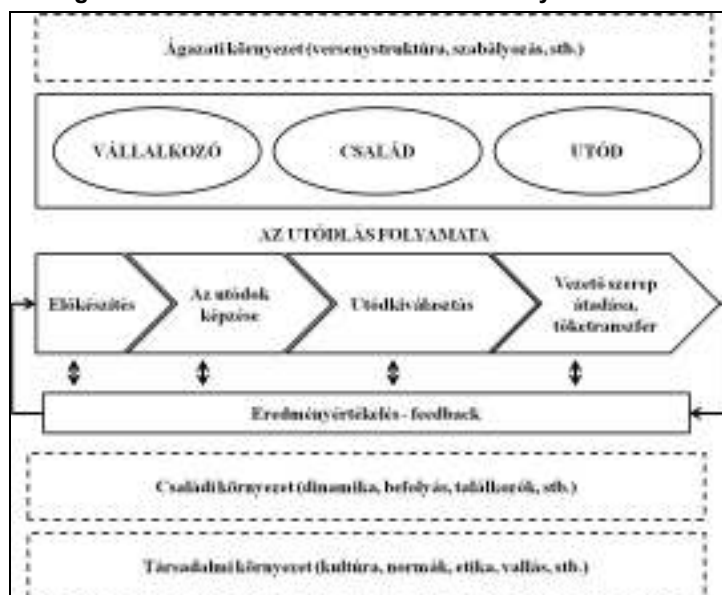 Ágazati környezet (versenystruktúra, szabályozás, stb.)
VÁLLALKOZÓ
CSALÁD
UTÓD
AZ UTÓDLÁS FOLYAMATA
Előkészítés
Az utódok
képzése
Utódkiválasztás
Vezető szerep
átadása,
tőketranszfer
Eredményértékelés - feedback
Családi környezet (dinamika, befolyás, találkozók, stb.)
Társadalmi környezet (kultúra, normák, etika, vallás, stb.)